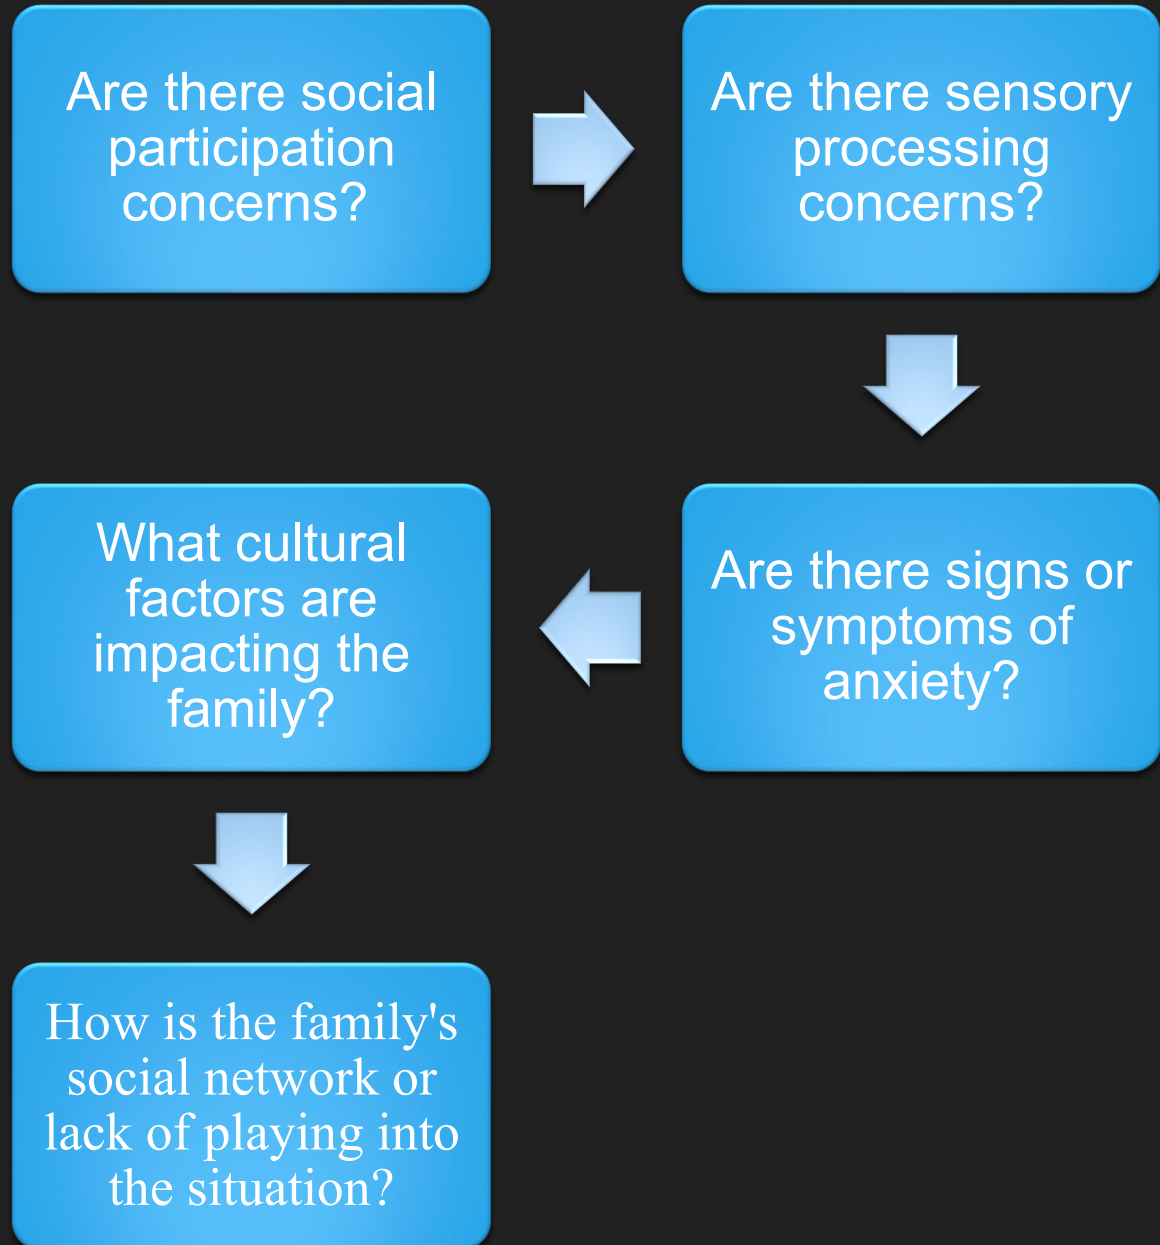 Are there social
participation
concerns?
Are there sensory
processing
concerns?
Are there signs or
symptoms of
anxiety?
What cultural
factors are
impacting the
family?
How is the family's
social network or
lack of playing into
the situation?